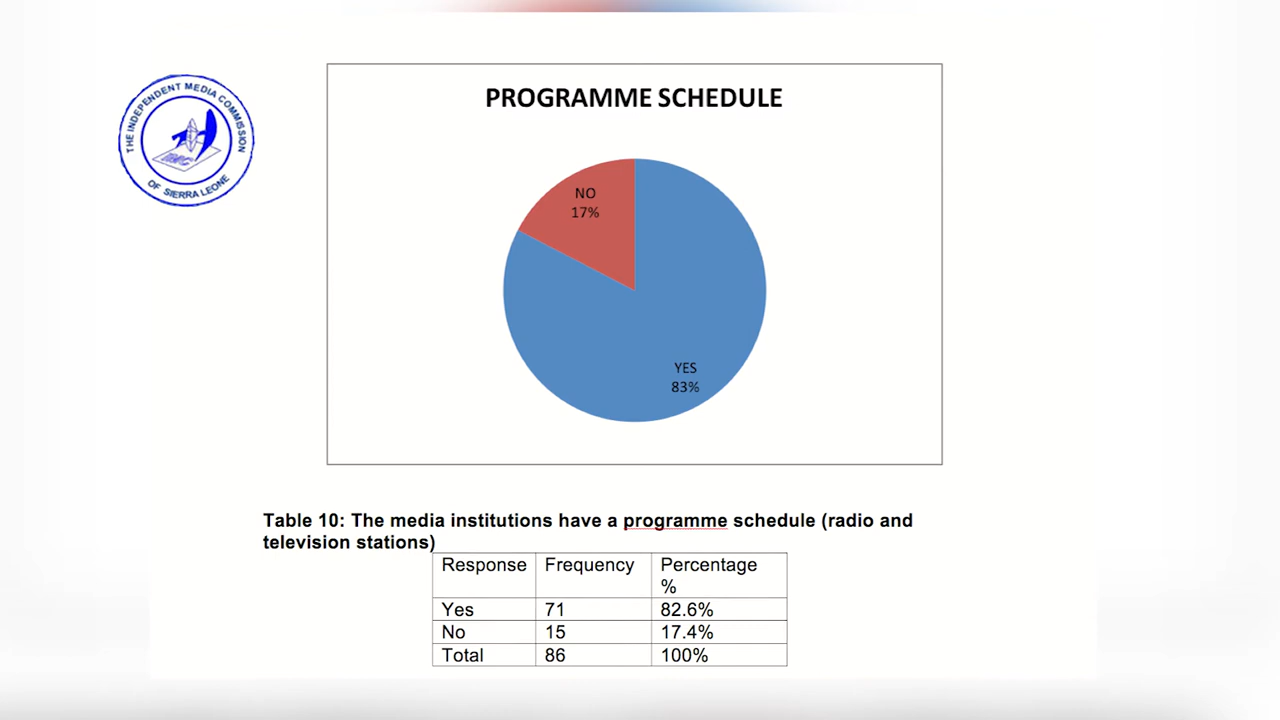 THE INDEPENDENT MEDIA COMMISSION
OF SIERRA LEONE
PROGRAMME SCHEDULE
NO
17%
YES
83%
Table 10: The media institutions have a programme schedule (radio and
television stations)
Response Frequency Percentage
%
Yes 71 82.6%
No 15 17.4%
Total 86 100%